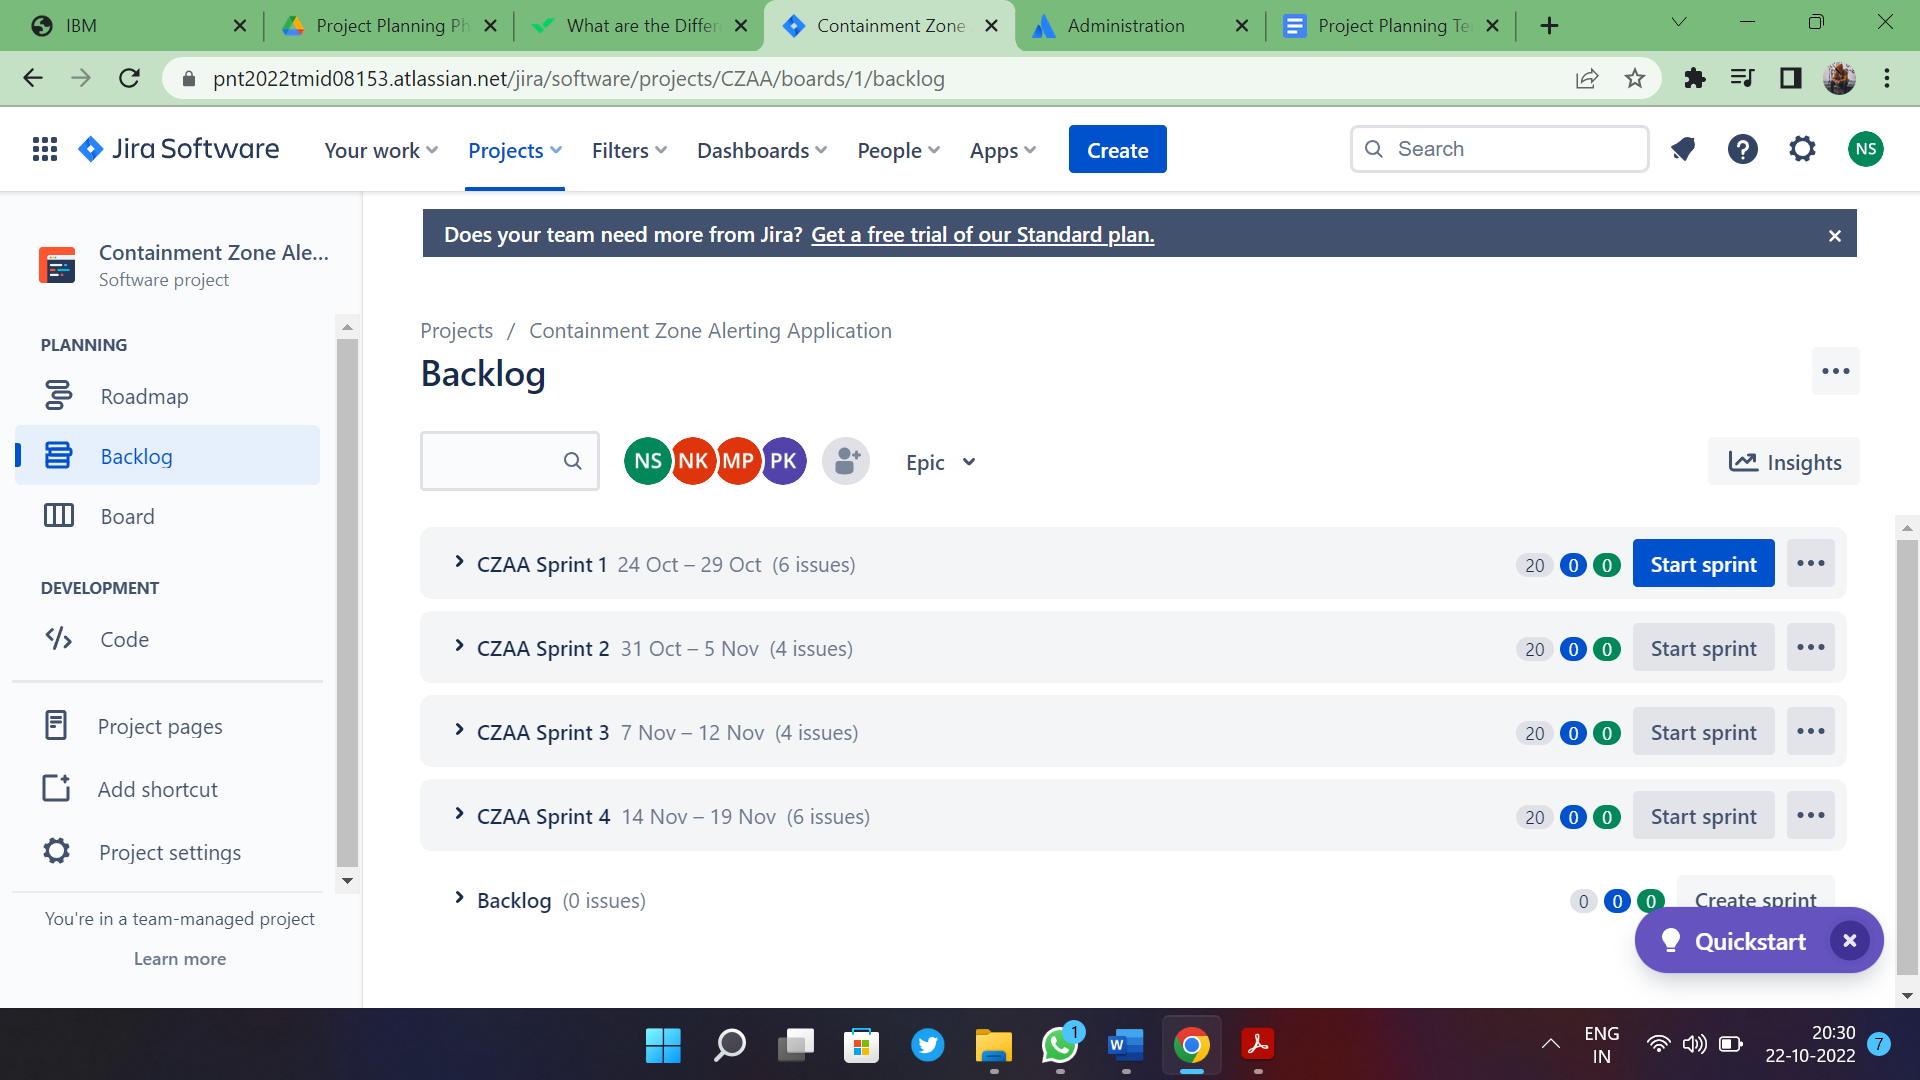 IBM
Project Planning Ph
What are the Differ
Containment Zone
Administration
Project Planning Te
pnt2022tmid08153.atlassian.net/jira/software/projects/CZAA/boards/1/backlog
Jira Software
Your work
Projects
Filters
Dashboards
People
Apps
Create
Search
NS
Containment Zone Ale...
Software project
PLANNING
Roadmap
Backlog
Board
DEVELOPMENT
Code
Project pages
Add shortcut
Project settings
You're in a team-managed project
Learn more
Does your team need more from Jira? Get a free trial of our Standard plan.
Projects / Containment Zone Alerting Application
Backlog
NS NK MP PK
Epic
Insights
CZAA Sprint 1 24 Oct – 29 Oct (6 issues) 20 0 0 Start sprint
CZAA Sprint 2 31 Oct – 5 Nov (4 issues) 20 0 0 Start sprint
CZAA Sprint 3 7 Nov – 12 Nov (4 issues) 20 0 0 Start sprint
CZAA Sprint 4 14 Nov – 19 Nov (6 issues) 20 0 0 Start sprint
Backlog (0 issues) 0 0 0 Create sprint
Quickstart
1
W
ENG
IN
20:30
22-10-2022
7